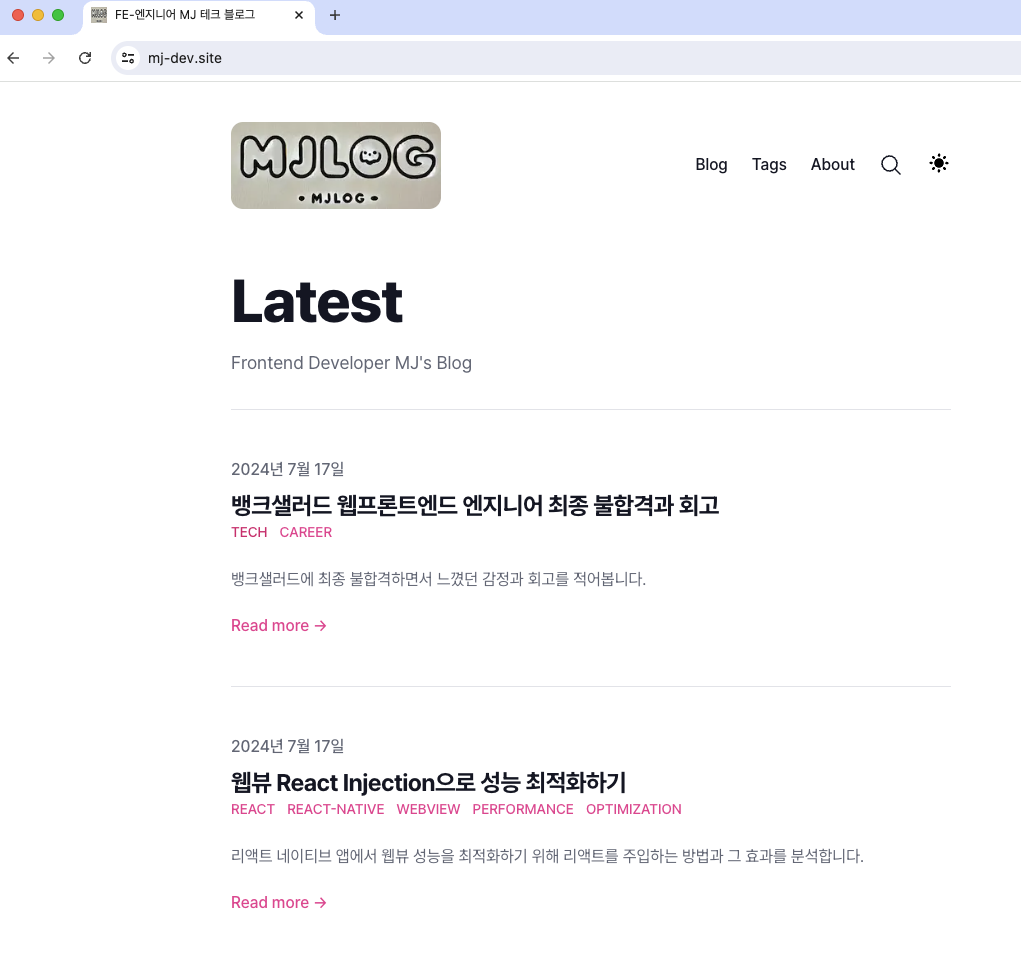 FE-엔지니어 MJ 테크 블로그
mj-dev.site
MJLOG
• MJLOG •
Blog Tags About
Latest
Frontend Developer MJ's Blog
2024년 7월 17일
뱅크샐러드 웹프론트엔드 엔지니어 최종 불합격과 회고
TECH CAREER
뱅크샐러드에 최종 불합격하면서 느꼈던 감정과 회고를 적어봅니다.
Read more →
2024년 7월 17일
웹뷰 React Injection으로 성능 최적화하기
REACT REACT-NATIVE WEBVIEW PERFORMANCE OPTIMIZATION
리액트 네이티브 앱에서 웹뷰 성능을 최적화하기 위해 리액트를 주입하는 방법과 그 효과를 분석합니다.
Read more →